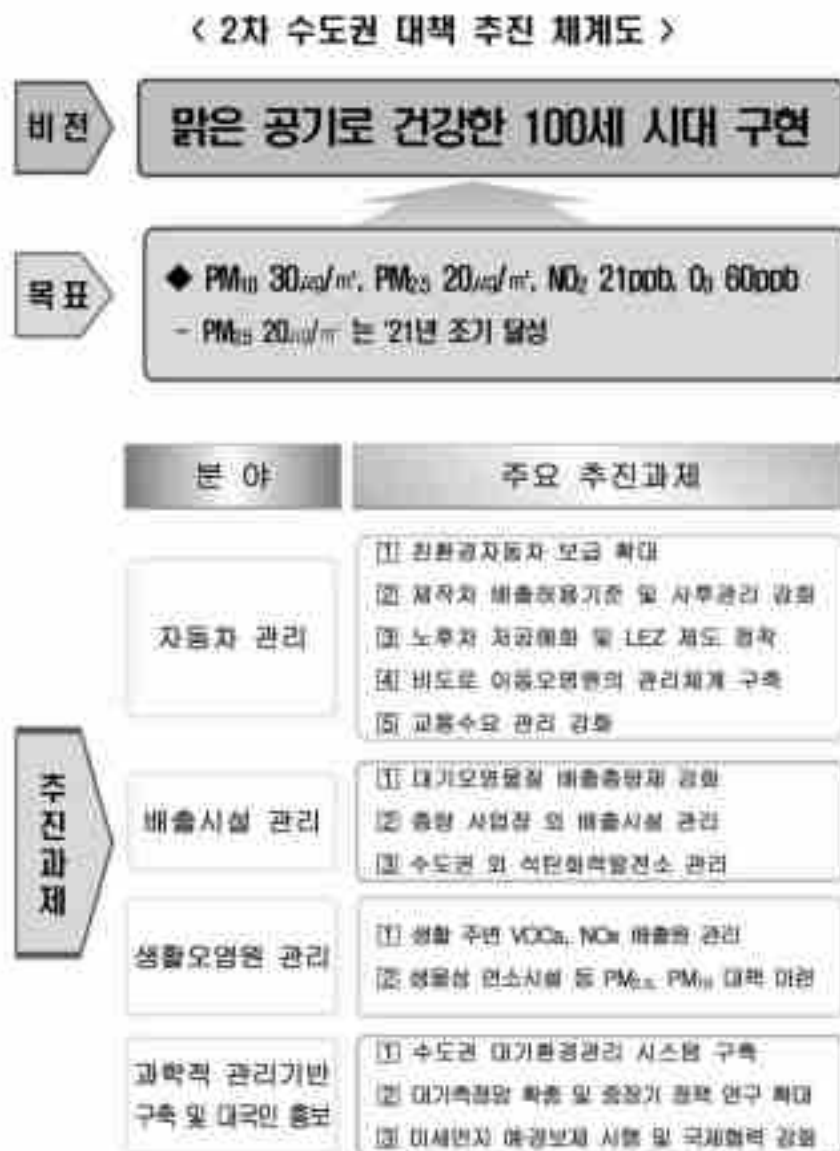 < 2차 수도권 대책 추진 체계도 >
비전
맑은 공기로 건강한 100세 시대 구현
목표
◆ PM₁₀ 30㎍/㎥, PM₂.₅ 20㎍/㎥, NO₂ 21ppb, O₃ 60ppb
- PM₂.₅ 20㎍/㎥ 는 '21년 조기 달성
분 야
주요 추진과제
추진과제
자동차 관리
[1] 친환경자동차 보급 확대
[2] 제작차 배출허용기준 및 사후관리 강화
[3] 노후차 저공해화 및 LEZ 제도 정착
[4] 비도로 이동오염원의 관리체계 구축
[5] 교통수요 관리 강화
배출시설 관리
[1] 대기오염물질 배출총량제 강화
[2] 총량 사업장 외 배출시설 관리
[3] 수도권 외 석탄화력발전소 관리
생활오염원 관리
[1] 생활 주변 VOCs, NOx 배출원 관리
[2] 생물성 연소시설 등 PM₂.₅, PM₁₀ 대책 마련
과학적 관리기반
구축 및 대국민 홍보
[1] 수도권 대기환경관리 시스템 구축
[2] 대기측정망 확충 및 중장기 정책 연구 확대
[3] 미세먼지 예·경보제 시행 및 국제협력 강화